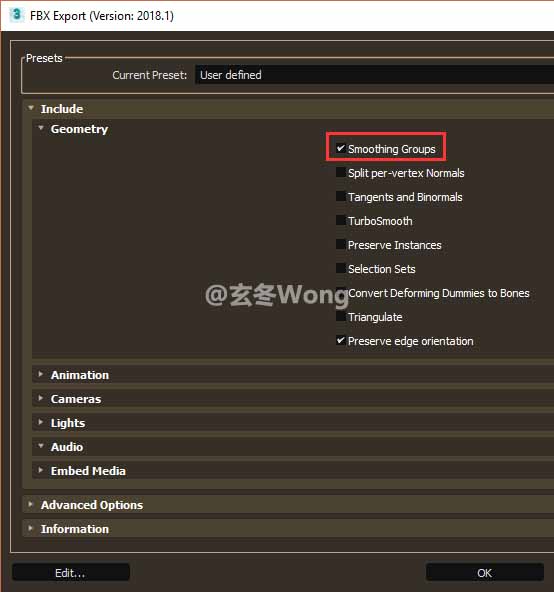 FBX Export (Version: 2018.1)
Presets
Current Preset: User defined
Include
Geometry
Smoothing Groups
Split per-vertex Normals
Tangents and Binormals
TurboSmooth
Preserve Instances
Selection Sets
@玄冬Wong
Convert Deforming Dummies to Bones
Triangulate
Preserve edge orientation
Animation
Cameras
Lights
Audio
Embed Media
Advanced Options
Information
Edit... OK